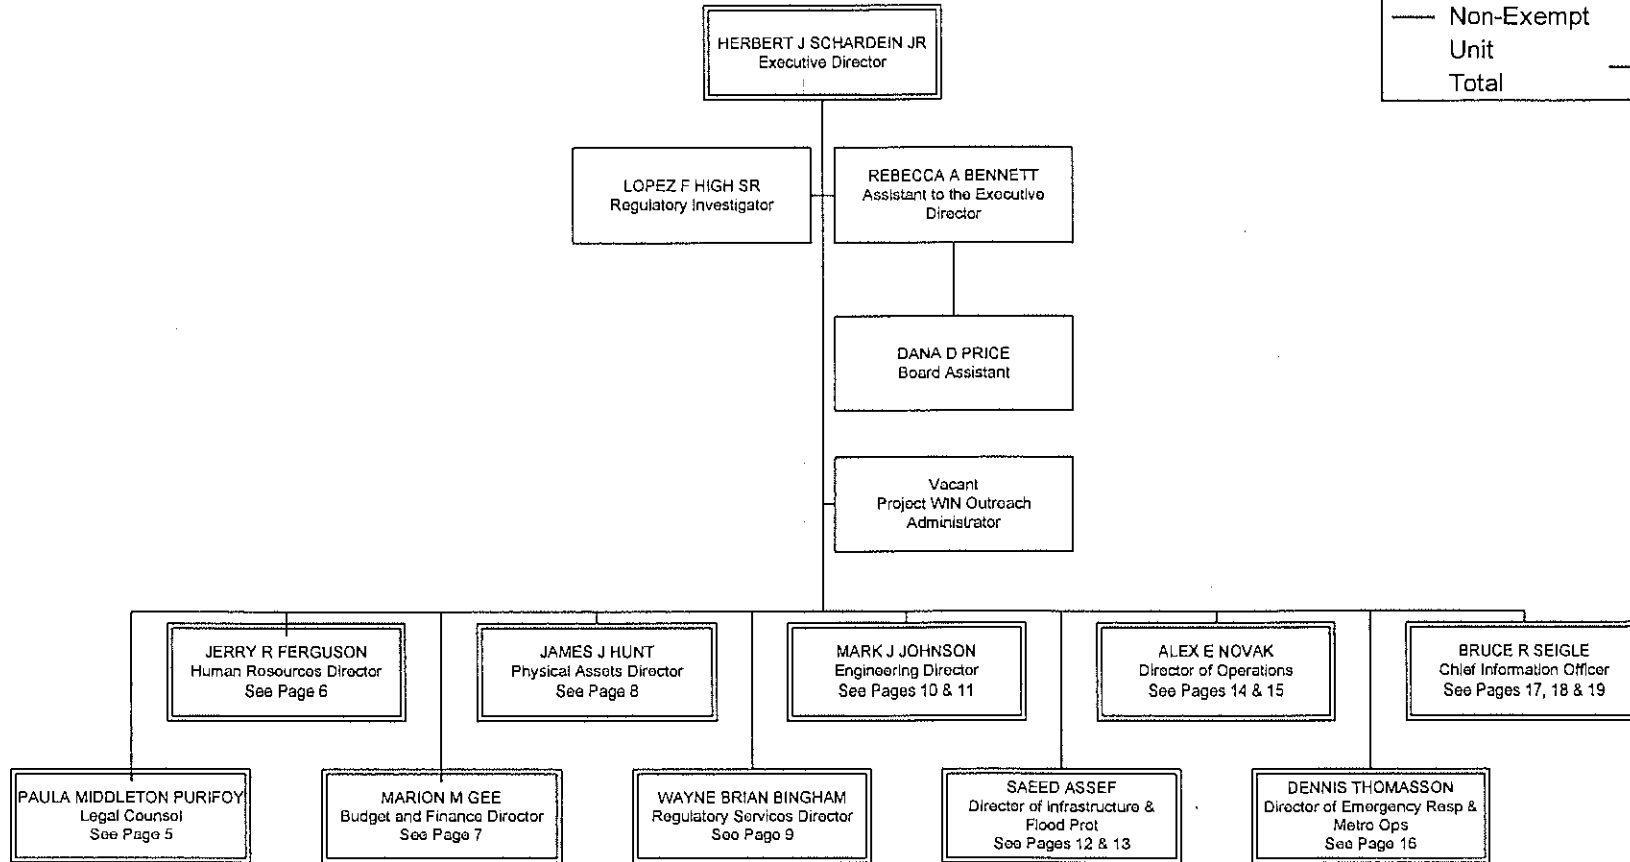 Non-Exempt
Unit
Total
HERBERT J SCHARDEIN JR
Executive Director
LOPEZ F HIGH SR
Regulatory Investigator
REBECCA A BENNETT
Assistant to the Executive
Director
DANA D PRICE
Board Assistant
Vacant
Project WIN Outreach
Administrator
JERRY R FERGUSON
Human Resources Director
See Page 6
JAMES J HUNT
Physical Assets Director
See Page 8
MARK J JOHNSON
Engineering Director
See Pages 10 & 11
ALEX E NOVAK
Director of Operations
See Pages 14 & 15
BRUCE R SEIGLE
Chief Information Officer
See Pages 17, 18 & 19
PAULA MIDDLETON PURIFOY
Legal Counsel
See Page 5
MARION M GEE
Budget and Finance Director
See Page 7
WAYNE BRIAN BINGHAM
Regulatory Services Director
See Page 9
SAEED ASSEF
Director of Infrastructure &
Flood Prot
See Pages 12 & 13
DENNIS THOMASSON
Director of Emergency Resp &
Metro Ops
See Page 16